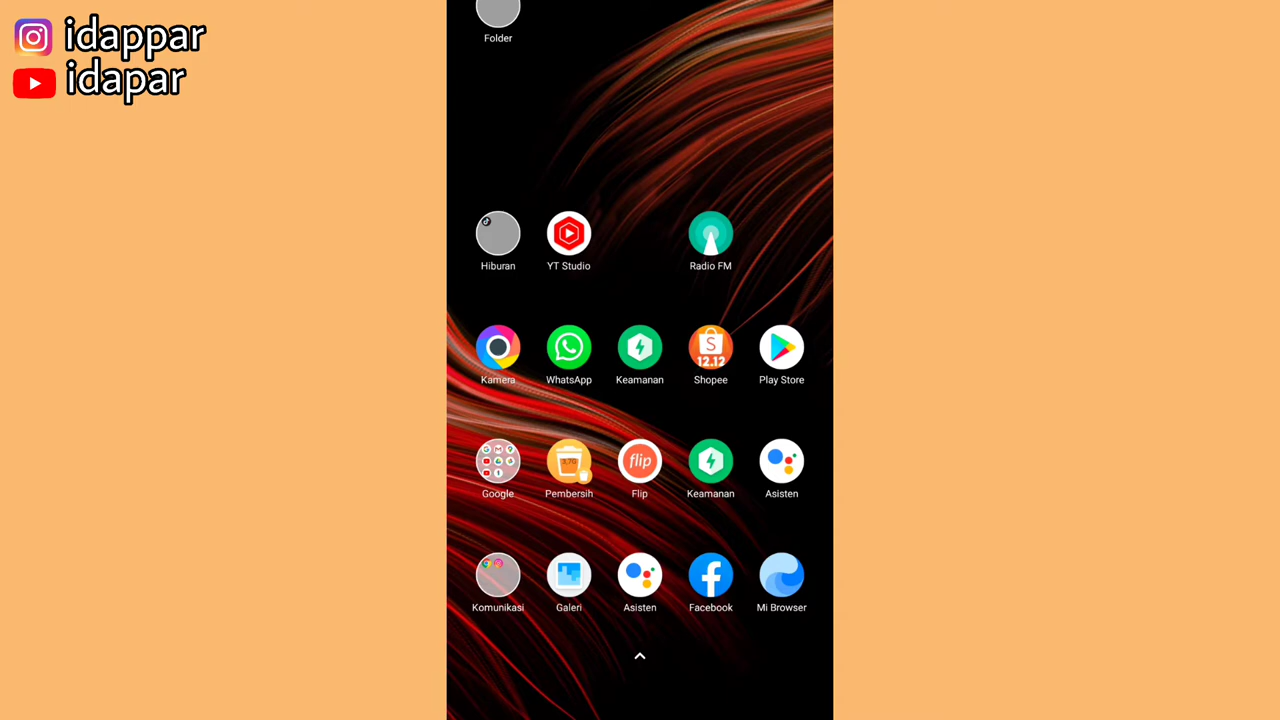 idappar
idapar
Folder
Hiburan
YT Studio
Radio FM
12.12
Kamera
WhatsApp
Keamanan
Shopee
Play Store
flip
Google
Pembersih
Flip
Keamanan
Asisten
Komunikasi
Galeri
Asisten
Facebook
Mi Browser